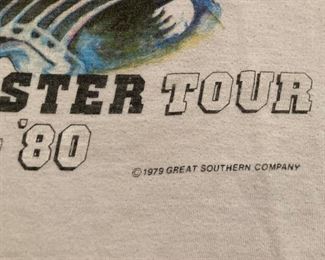 STER TOUR
'80
©1979 GREAT SOUTHERN COMPANY